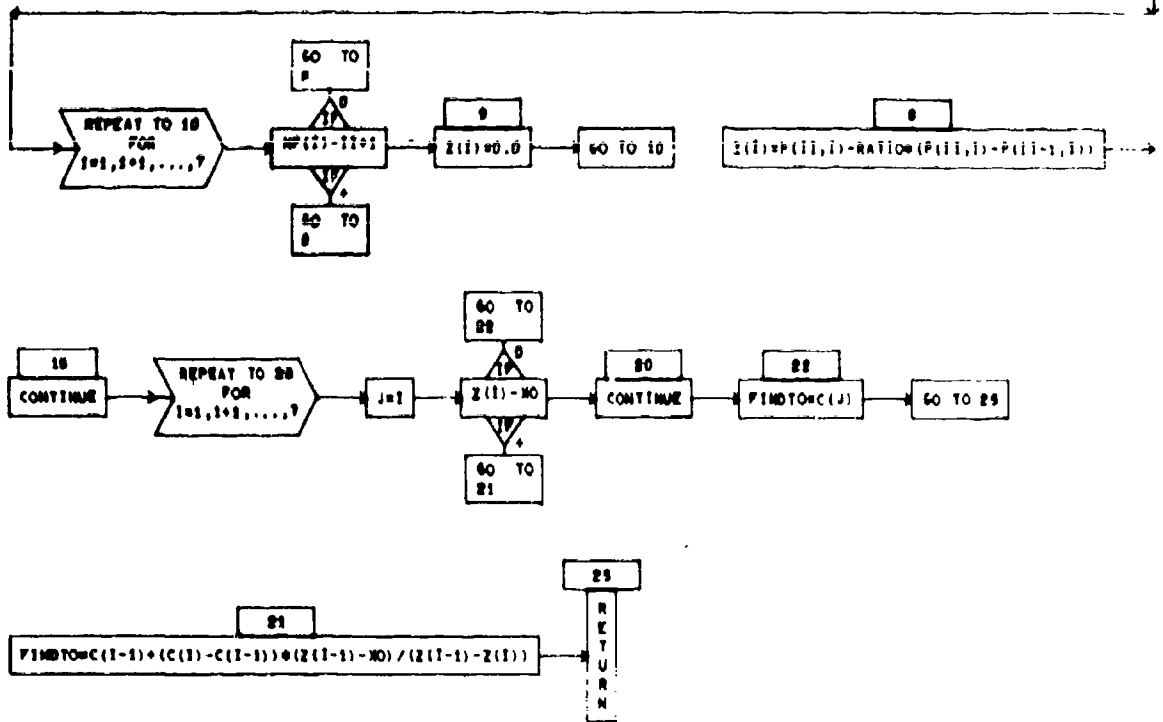 GO TO
REPEAT TO 10
FOR
I=1,I+1,...,7
0
IF
IF
+
GO TO
9
Z(I)=0.0
GO TO 10
8
Z(I)=P(II,I)-RATIO*(P(II,I)-P(II-1,I))
10
CONTINUE
REPEAT TO 20
FOR
I=1,I+1,...,7
J=I
GO TO
22
0
IF
Z(I)-XO
IF
+
GO TO
21
20
CONTINUE
22
FINDTO=C(J)
GO TO 25
21
FINDTO=C(I-1)+(C(I)-C(I-1))*(Z(I-1)-XO)/(Z(I-1)-Z(I))
25
RETURN